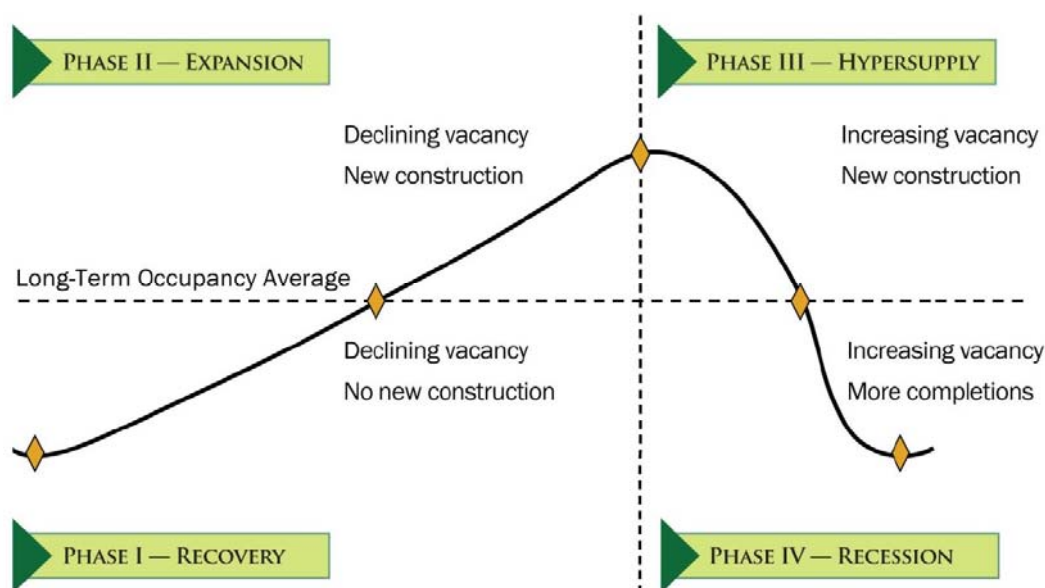 PHASE II — EXPANSION
PHASE III — HYPERSUPPLY
Declining vacancy
New construction
Increasing vacancy
New construction
Long-Term Occupancy Average
Declining vacancy
No new construction
Increasing vacancy
More completions
PHASE I — RECOVERY
PHASE IV — RECESSION